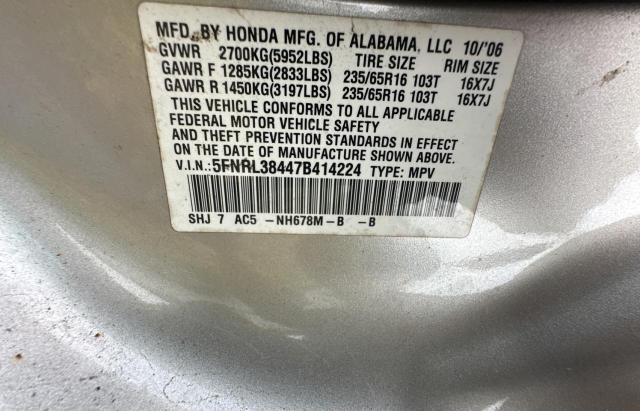 MFD. BY HONDA MFG. OF ALABAMA, LLC 10/'06
GVWR 2700KG(5952LBS) TIRE SIZE RIM SIZE
GAWR F 1285KG(2833LBS) 235/65R16 103T 16X7J
GAWR R 1450KG(3197LBS) 235/65R16 103T 16X7J
THIS VEHICLE CONFORMS TO ALL APPLICABLE
FEDERAL MOTOR VEHICLE SAFETY
AND THEFT PREVENTION STANDARDS IN EFFECT
ON THE DATE OF MANUFACTURE SHOWN ABOVE.
V.I.N.: 5FNRL38447B414224 TYPE: MPV
SHJ 7 AC5 -NH678M-B -B